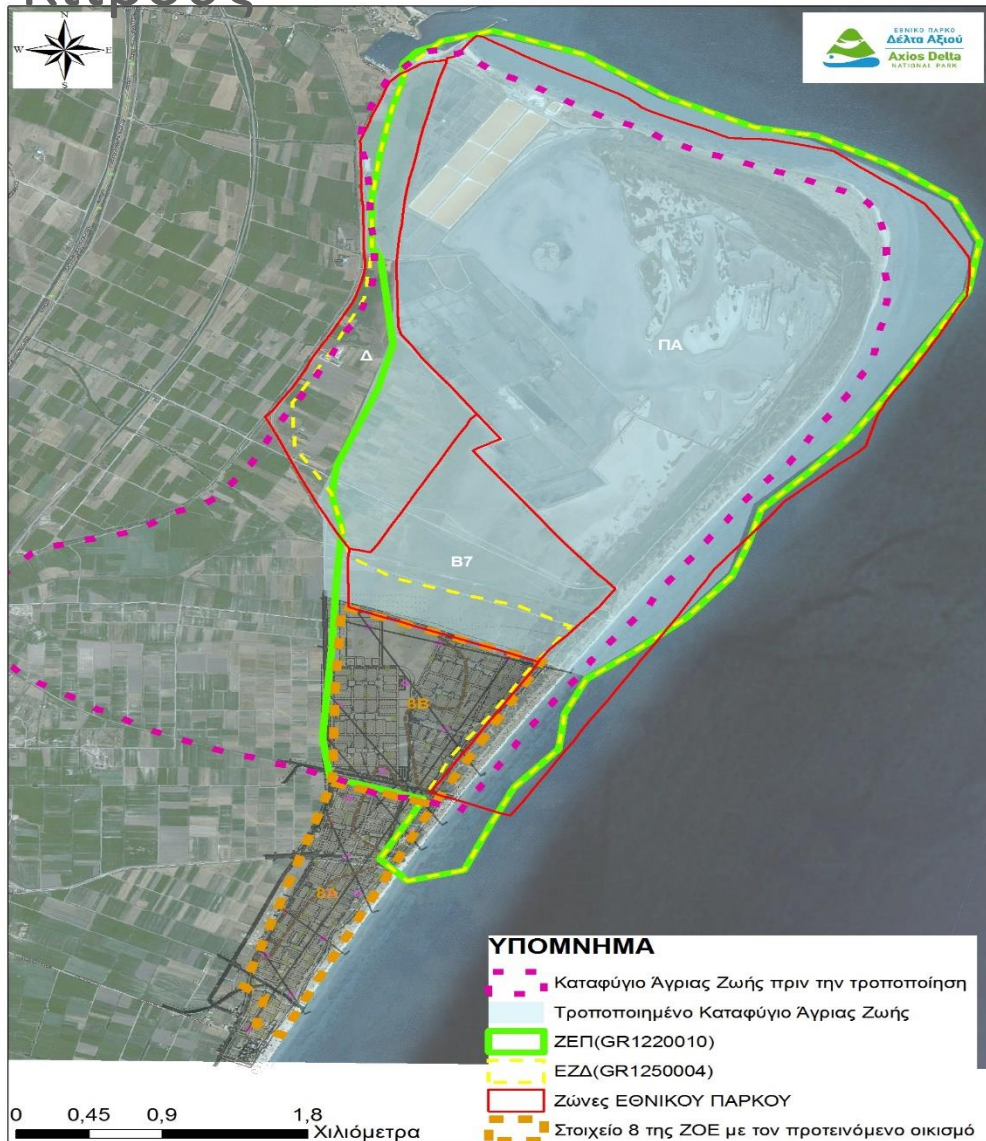 Κίτρους
N
W
E
S
ΕΘΝΙΚΟ ΠΑΡΚΟ
Δέλτα Αξιού
Axios Delta
NATIONAL PARK
Δ
ΠΑ
Β7
8Β
8Α
ΥΠΟΜΝΗΜΑ
Καταφύγιο Άγριας Ζωής πριν την τροποποίηση
Τροποποιημένο Καταφύγιο Άγριας Ζωής
ΖΕΠ(GR1220010)
ΕΖΔ(GR1250004)
Ζώνες ΕΘΝΙΚΟΥ ΠΑΡΚΟΥ
Στοιχείο 8 της ΖΟΕ με τον προτεινόμενο οικισμό
0 0,45 0,9 1,8
Χιλιόμετρα